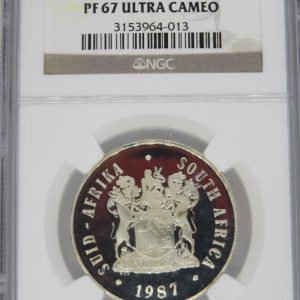 PF 67 ULTRA CAMEO
3153964-013
NGC
SUID-AFRIKA SOUTH AFRICA
· 1987 ·